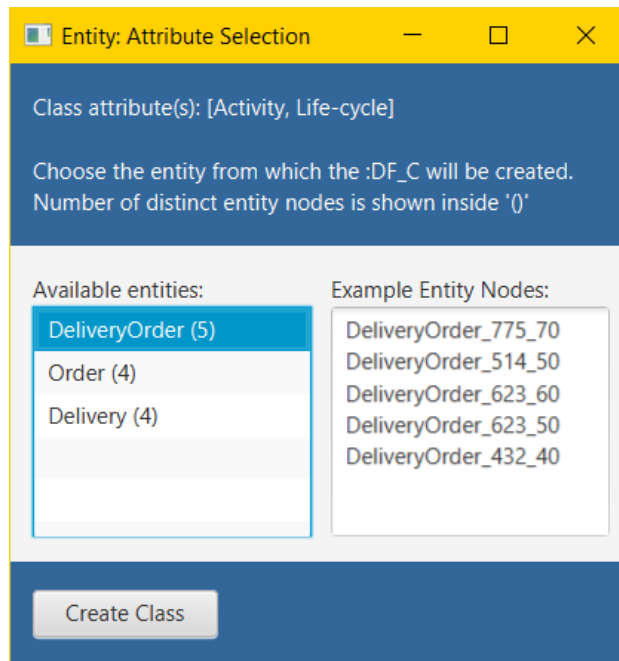 Entity: Attribute Selection
Class attribute(s): [Activity, Life-cycle]
Choose the entity from which the :DF_C will be created.
Number of distinct entity nodes is shown inside '()'
Available entities:
DeliveryOrder (5)
Order (4)
Delivery (4)
Example Entity Nodes:
DeliveryOrder_775_70
DeliveryOrder_514_50
DeliveryOrder_623_60
DeliveryOrder_623_50
DeliveryOrder_432_40
Create Class